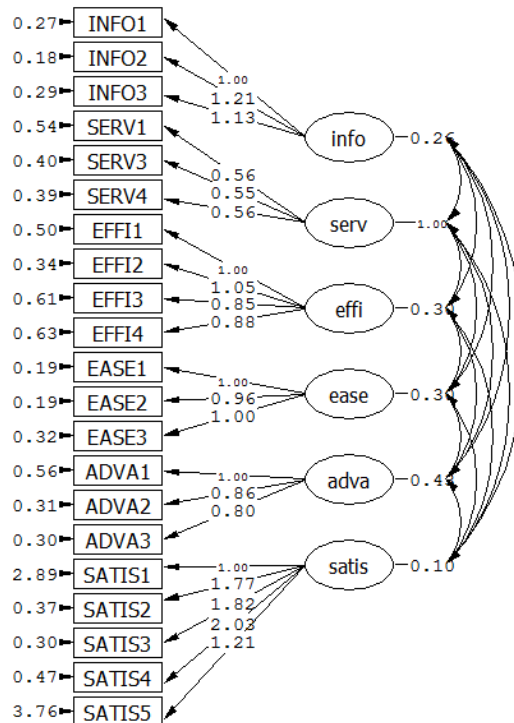 0.27 INFO1
0.18 INFO2
0.29 INFO3
0.54 SERV1
0.40 SERV3
0.39 SERV4
0.50 EFFI1
0.34 EFFI2
0.61 EFFI3
0.63 EFFI4
0.19 EASE1
0.19 EASE2
0.32 EASE3
0.56 ADVA1
0.31 ADVA2
0.30 ADVA3
2.89 SATIS1
0.37 SATIS2
0.30 SATIS3
0.47 SATIS4
3.76 SATIS5
1.00
1.21
1.13
0.56
0.55
0.56
1.00
1.05
0.85
0.88
1.00
0.96
1.00
1.00
0.86
0.80
1.00
1.77
1.82
2.03
1.21
info 0.26
serv 1.00
effi
ease
adva
satis 0.10